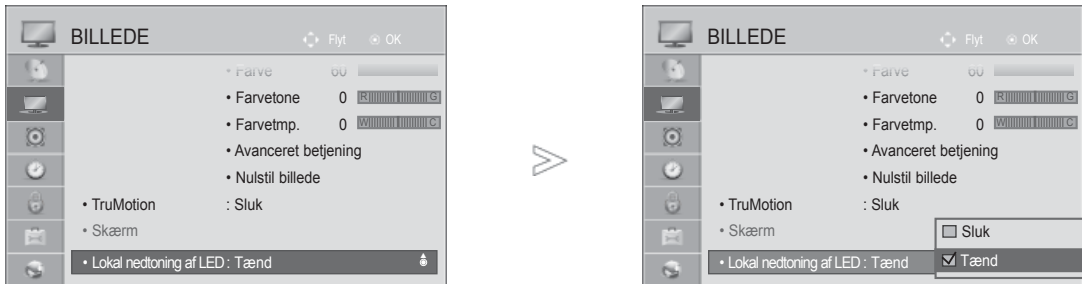 BILLEDE Flyt OK
• Farve 60
• Farvetone 0 R G
• Farvetmp. 0 W C
• Avanceret betjening
• Nulstil billede
• TruMotion : Sluk
• Skærm
• Lokal nedtoning af LED : Tænd
BILLEDE Flyt OK
• Farve 60
• Farvetone 0 R G
• Farvetmp. 0 W C
• Avanceret betjening
• Nulstil billede
• TruMotion : Sluk
• Skærm
Sluk
• Lokal nedtoning af LED : Tænd
Tænd